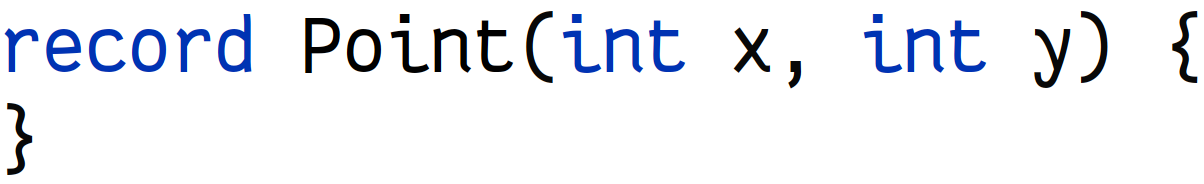 record Point(int x, int y) {
}